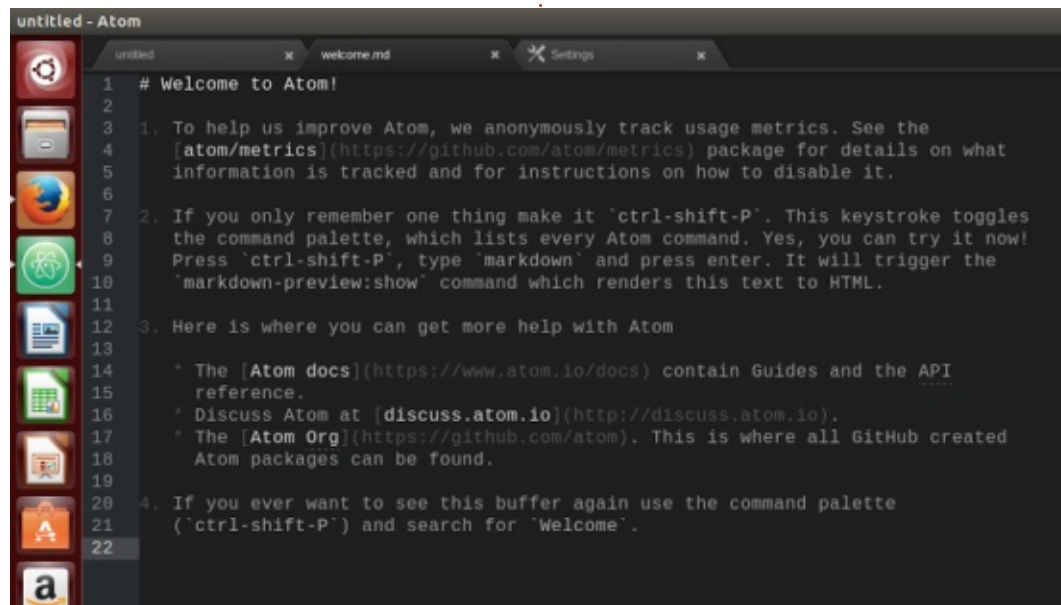 untitled - Atom
untitled welcome.md Settings
1 # Welcome to Atom!
2
3 1. To help us improve Atom, we anonymously track usage metrics. See the
4 [atom/metrics](https://github.com/atom/metrics) package for details on what
5 information is tracked and for instructions on how to disable it.
6
7 2. If you only remember one thing make it `ctrl-shift-P`. This keystroke toggles
8 the command palette, which lists every Atom command. Yes, you can try it now!
9 Press `ctrl-shift-P`, type `markdown` and press enter. It will trigger the
10 `markdown-preview:show` command which renders this text to HTML.
11
12 3. Here is where you can get more help with Atom
13
14 * The [Atom docs](https://www.atom.io/docs) contain Guides and the API
15 reference.
16 * Discuss Atom at [discuss.atom.io](http://discuss.atom.io).
17 * The [Atom Org](https://github.com/atom). This is where all GitHub created
18 Atom packages can be found.
19
20 4. If you ever want to see this buffer again use the command palette
21 (`ctrl-shift-P`) and search for `Welcome`.
22
a